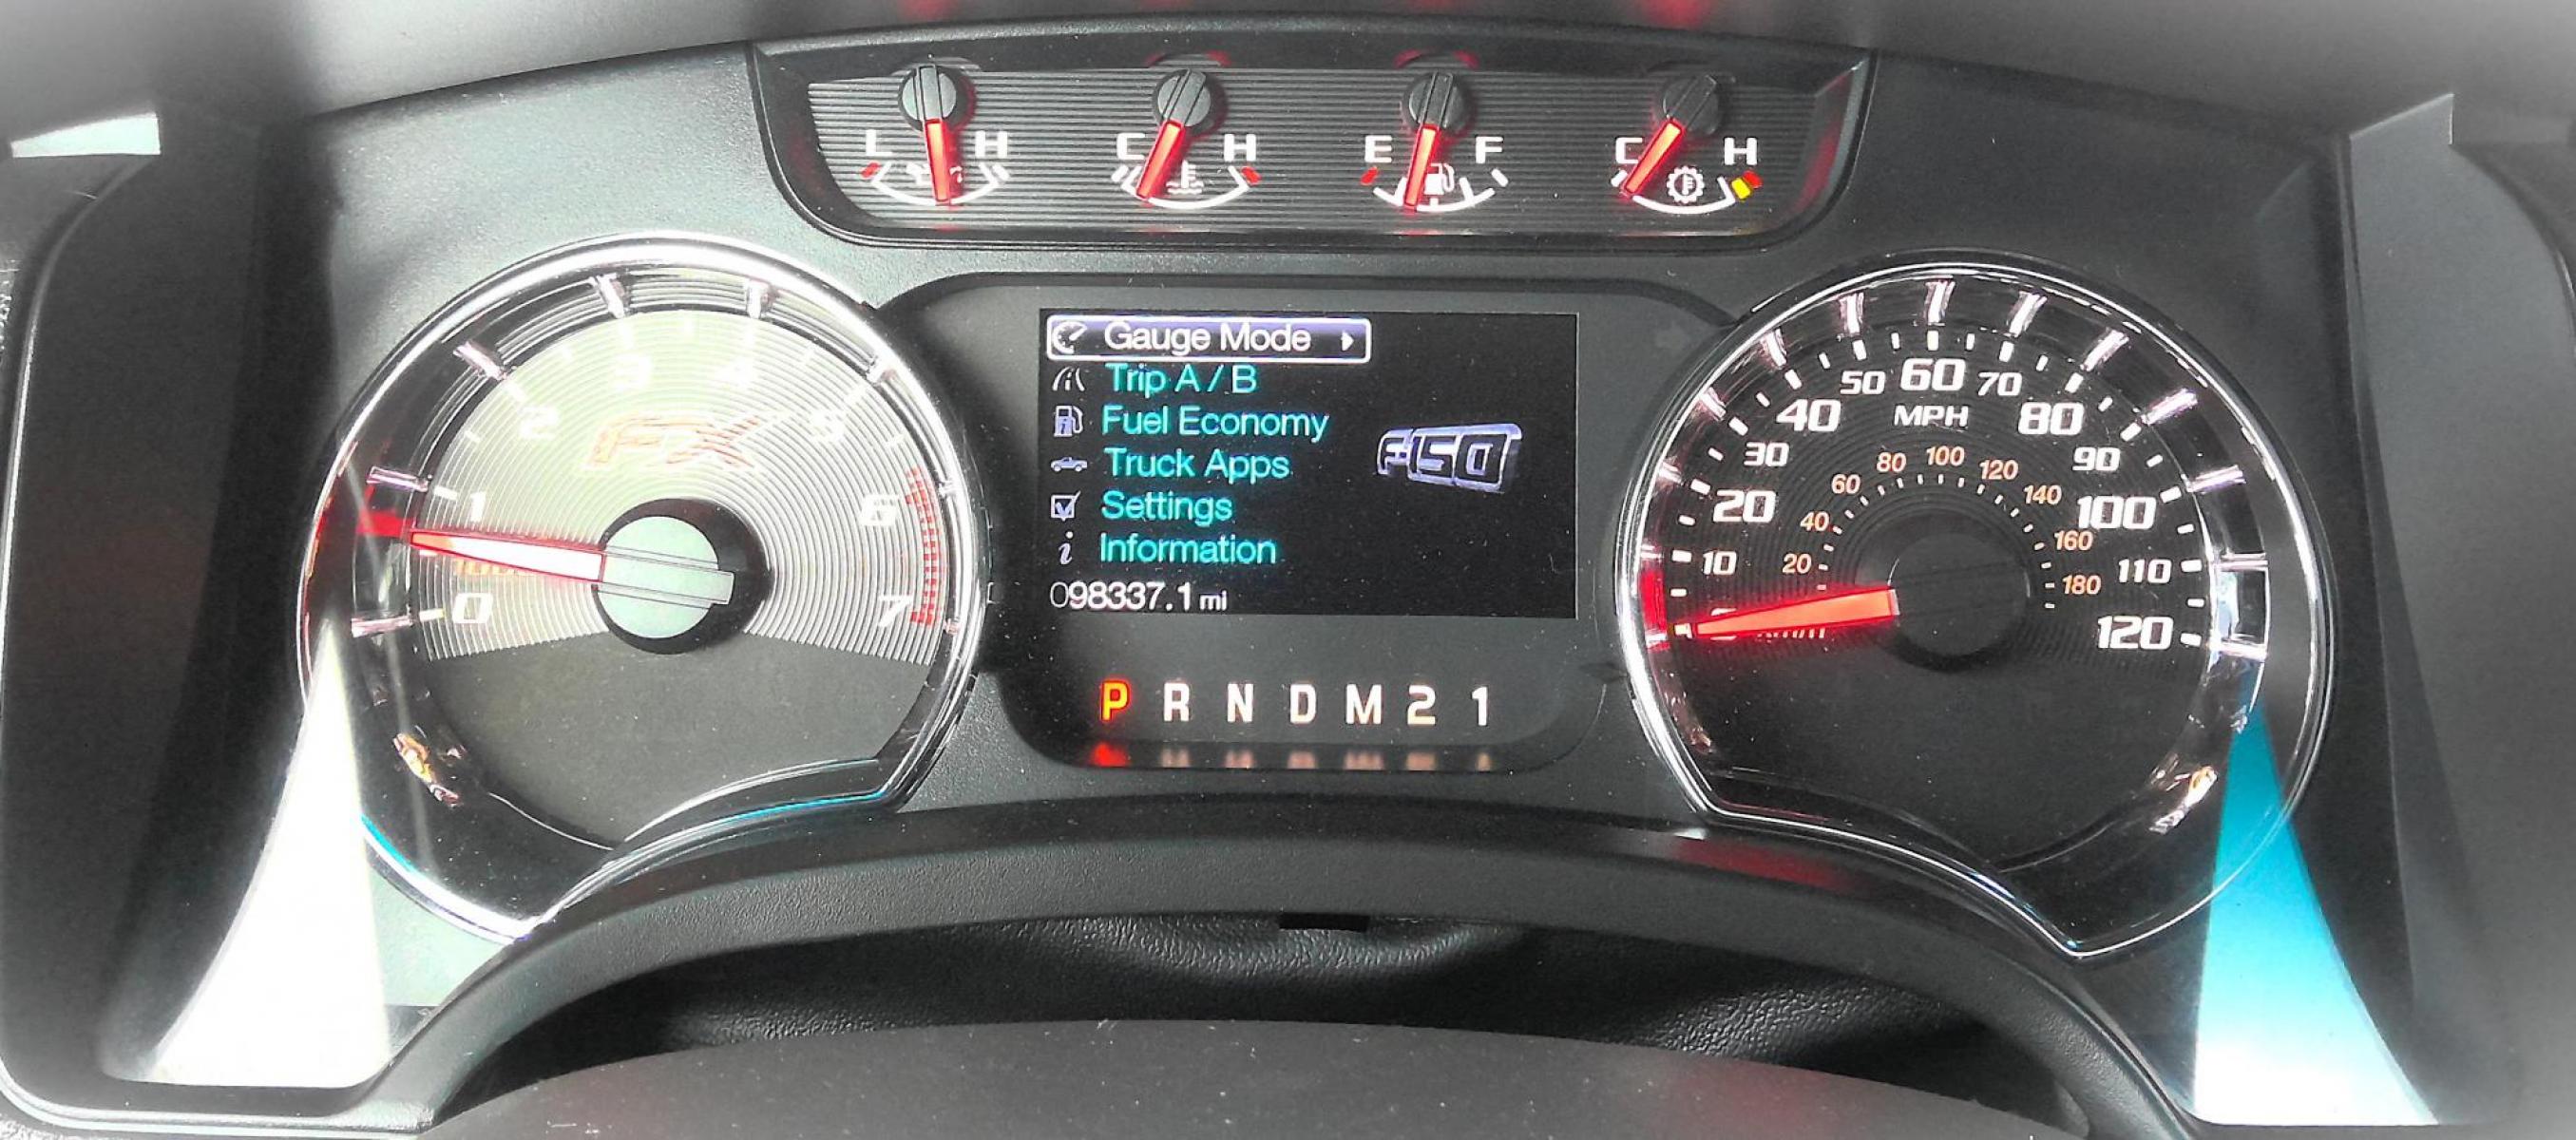 L H C H E F C H
Gauge Mode
Trip A / B
Fuel Economy
Truck Apps
Settings
Information
098337.1 mi
P R N D M 2 1
0 1 2 3 4 5 6 7
FX
0 10 20 30 40 50 60 70 80 90 100 110 120
MPH
20 40 60 80 100 120 140 160 180
km/h
F-150